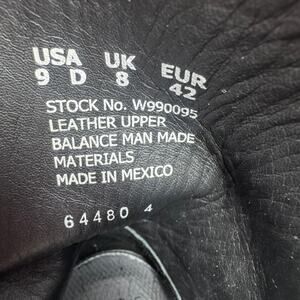 USA UK EUR
9 D 8 42
STOCK No. W990095
LEATHER UPPER
BALANCE MAN MADE
MATERIALS
MADE IN MEXICO
64480 4